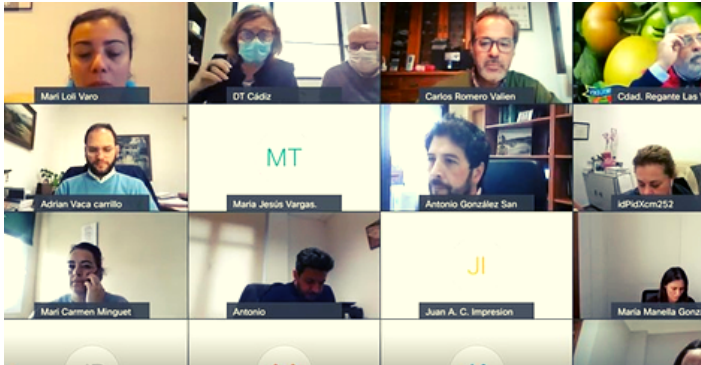 Mari Loli Varo
DT Cádiz
Carlos Romero Valien
Cdad. Regante Las
Adrian Vaca carrillo
MT
Maria Jesús Vargas.
Antonio González San
idPidXcm252
Mari Carmen Minguet
Antonio
JI
Juan A. C. Impresion
María Manella Gonz